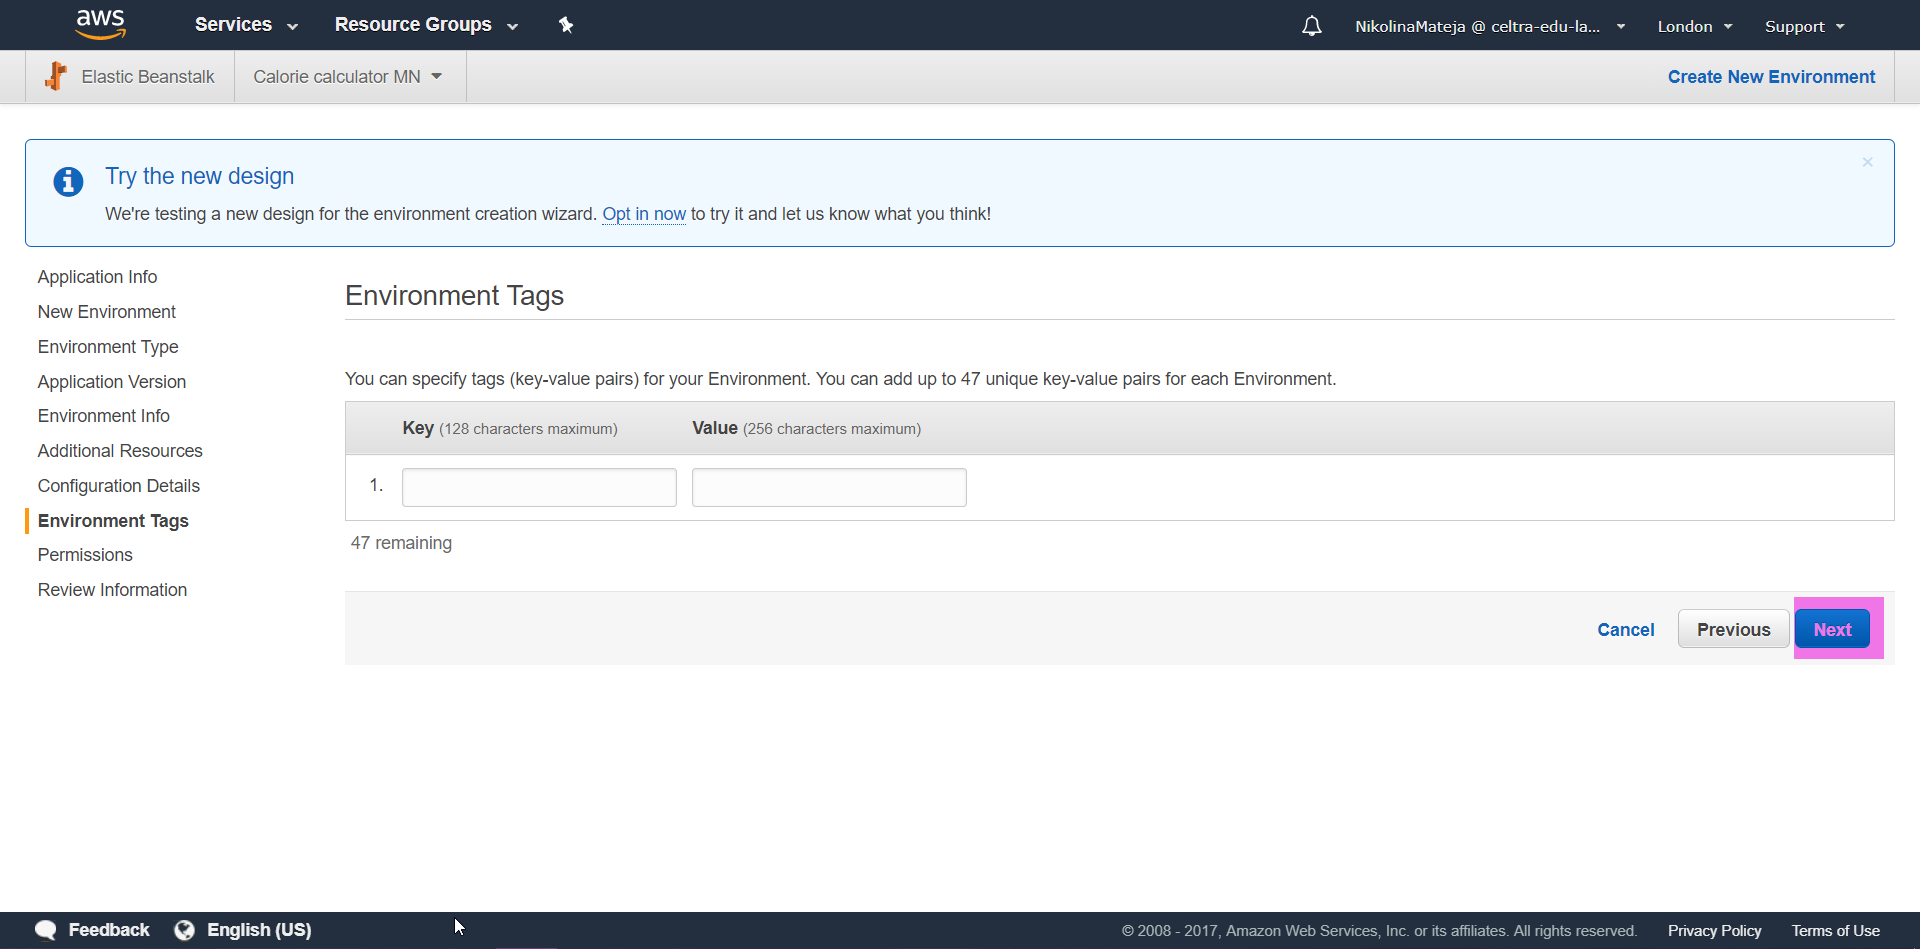 aws Services Resource Groups NikolinaMateja @ celtra-edu-la... London Support
Elastic Beanstalk Calorie calculator MN Create New Environment
Try the new design
×
We're testing a new design for the environment creation wizard. Opt in now to try it and let us know what you think!
Application Info
New Environment
Environment Type
Application Version
Environment Info
Additional Resources
Configuration Details
Environment Tags
Permissions
Review Information
Environment Tags
You can specify tags (key-value pairs) for your Environment. You can add up to 47 unique key-value pairs for each Environment.
Key (128 characters maximum) Value (256 characters maximum)
1.
47 remaining
Cancel Previous Next
Feedback English (US) © 2008 - 2017, Amazon Web Services, Inc. or its affiliates. All rights reserved. Privacy Policy Terms of Use